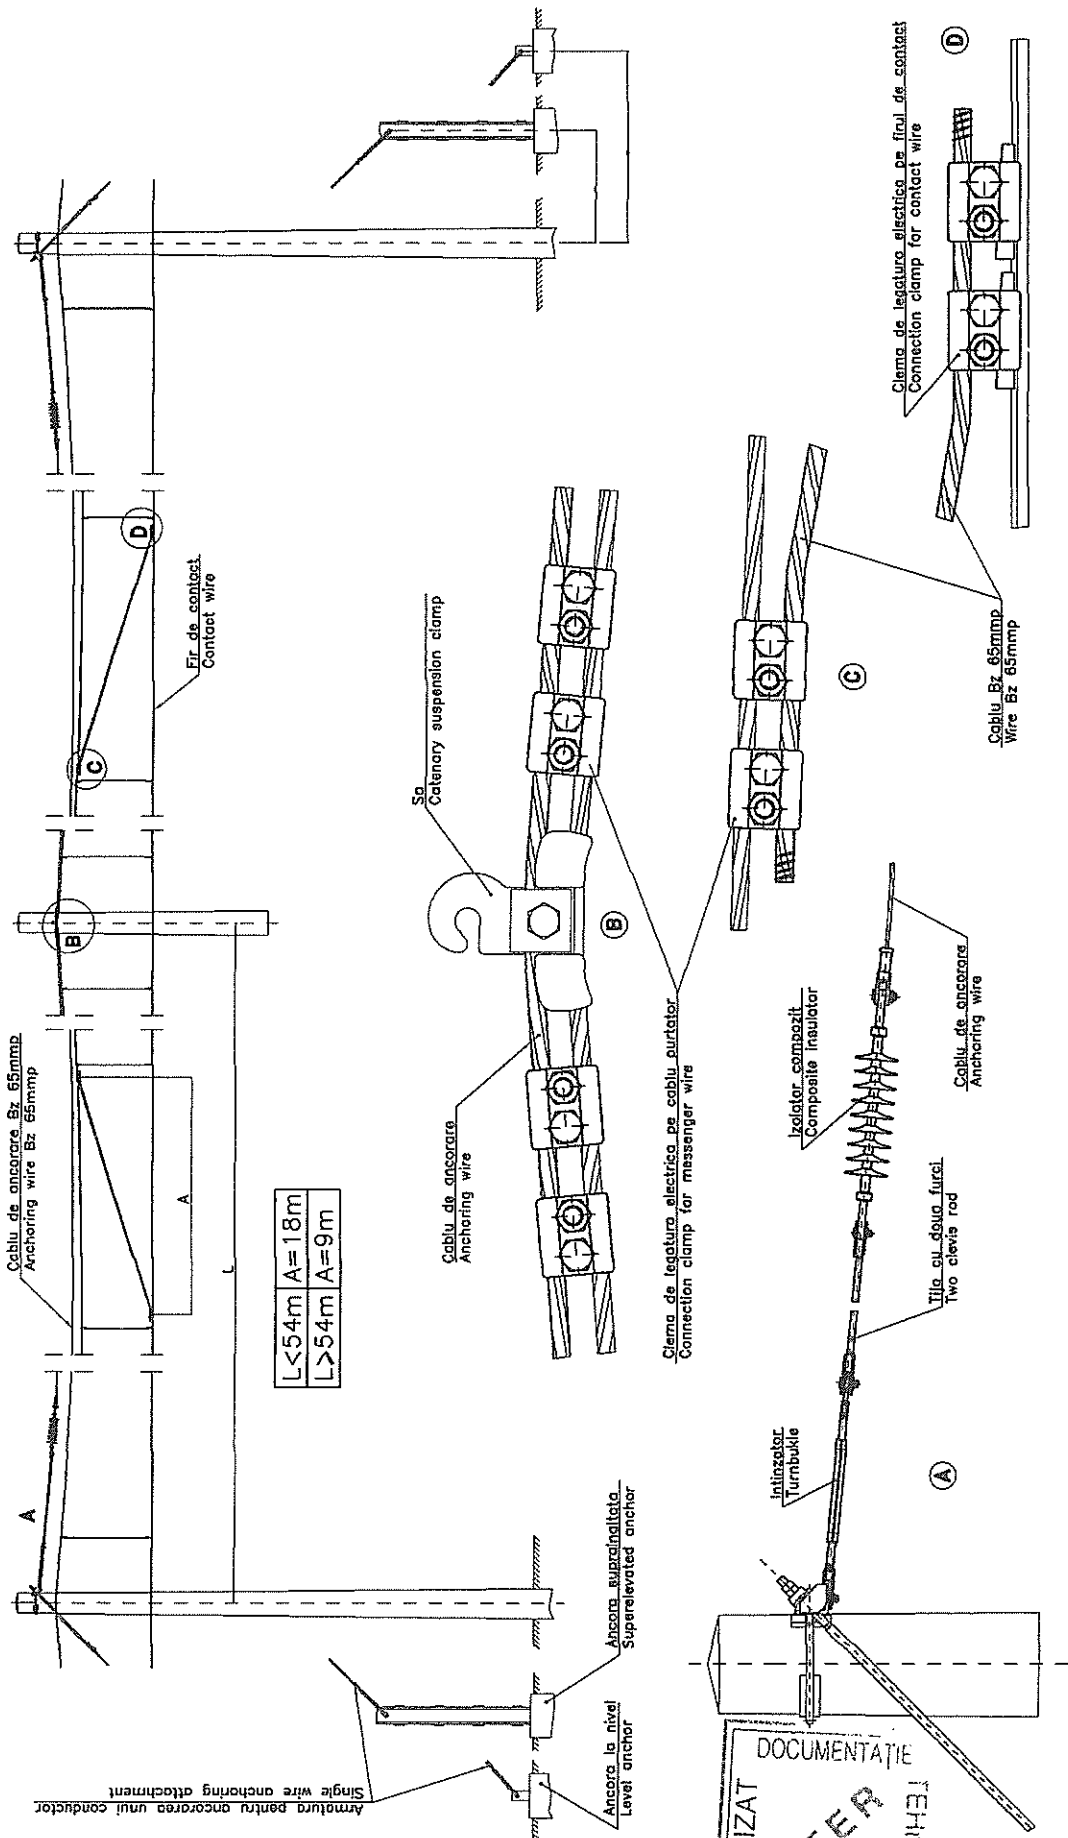 Cablu de ancorare Bz 65mmp
Anchoring wire Bz 65mmp
A
B
C
D
Fir de contact
Contact wire
A
L
L<54m A=18m
L>54m A=9m
Armatura pentru ancorarea unui conductor
Single wire anchoring attachment
Ancora la nivel
Level anchor
Ancora suprainaltata
Superelevated anchor
Sa
Catenary suspension clamp
Cablu de ancorare
Anchoring wire
B
Clema de legatura electrica pe cablu purtator
Connection clamp for messenger wire
C
Cablu Bz 65mmp
Wire Bz 65mmp
Clema de legatura electrica pe firul de contact
Connection clamp for contact wire
D
Intinzator
Turnbukle
Tija cu doua furci
Two clevis rod
Izolator compozit
Composite insulator
Cablu de ancorare
Anchoring wire
A
DOCUMENTAȚIE
IZAT